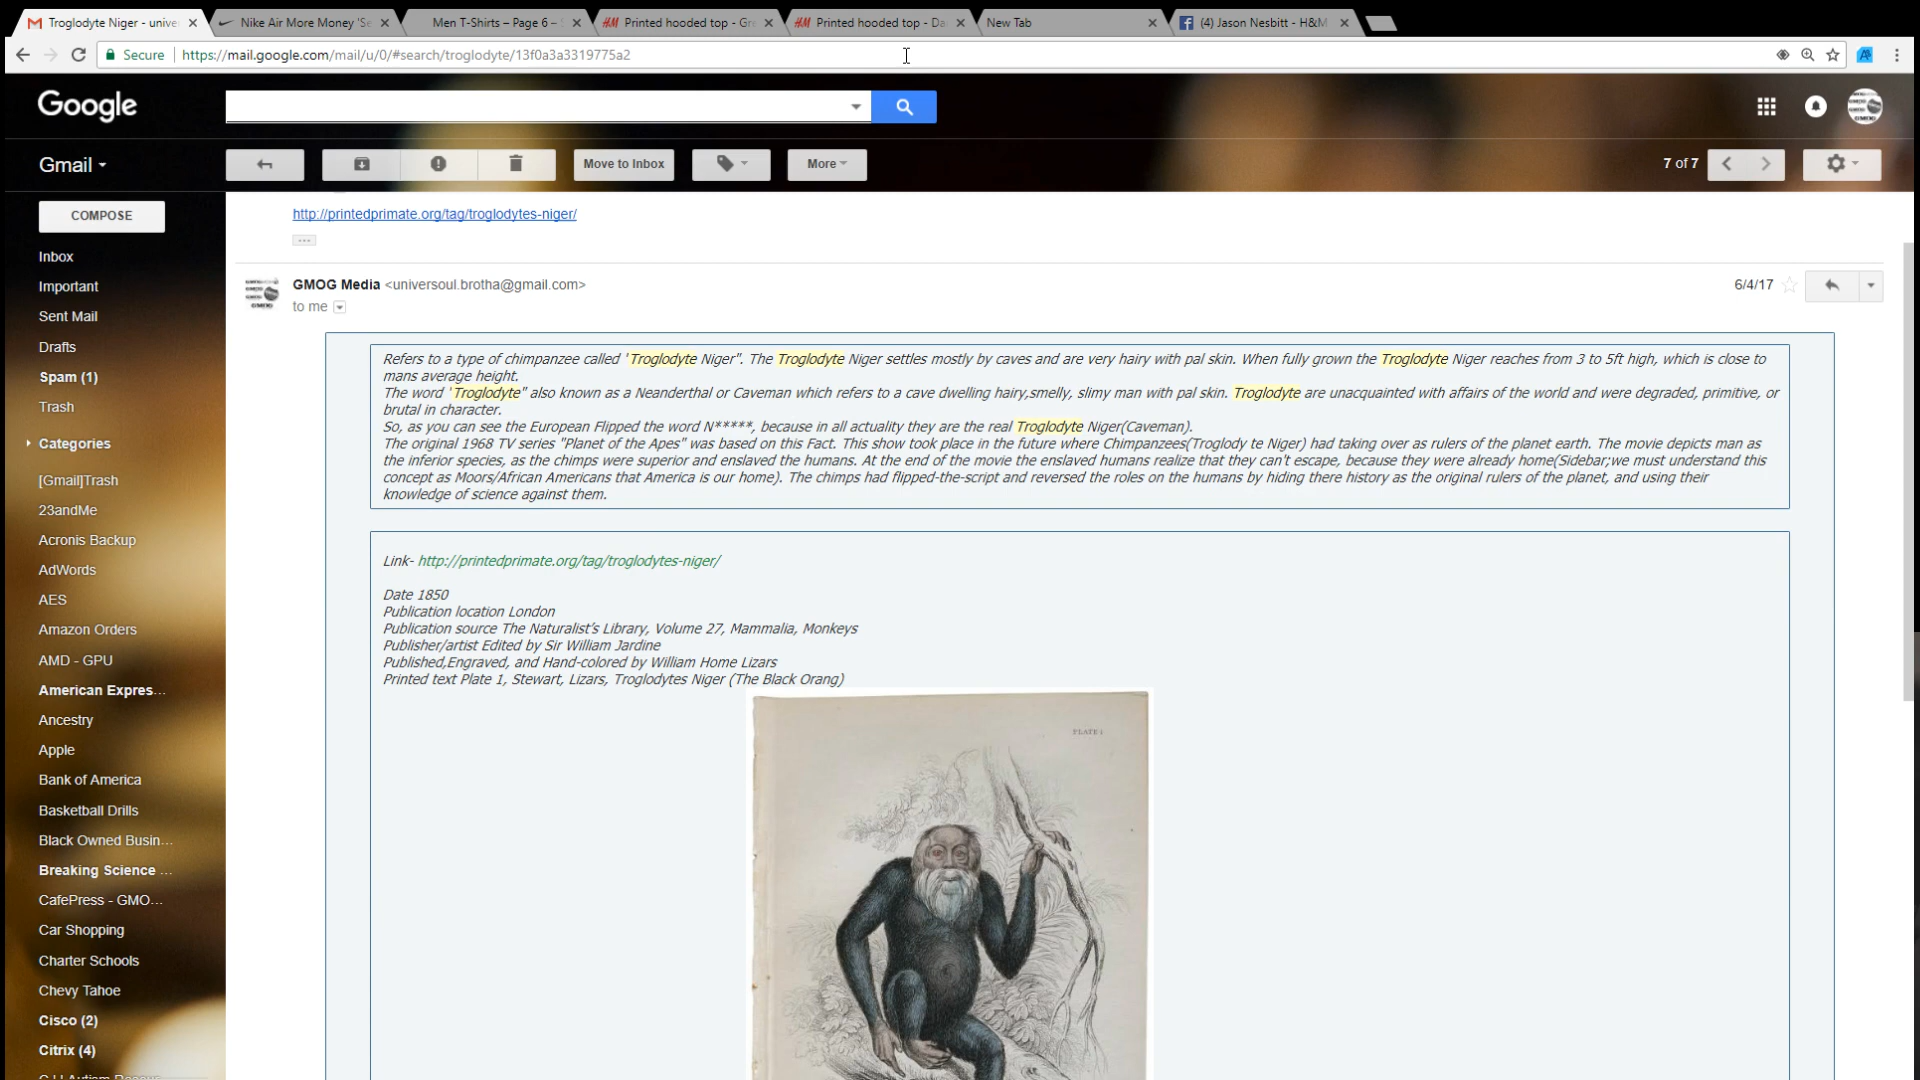 Troglodyte Niger - unive
Nike Air More Money 'Se
Men T-Shirts – Page 6 –
H&M Printed hooded top - Gre
H&M Printed hooded top - Da
New Tab
(4) Jason Nesbitt - H&M
Secure https://mail.google.com/mail/u/0/#search/troglodyte/13f0a3a3319775a2
Google
Gmail
Move to Inbox
More
7 of 7
COMPOSE
Inbox
Important
Sent Mail
Drafts
Spam (1)
Trash
Categories
[Gmail]Trash
23andMe
Acronis Backup
AdWords
AES
Amazon Orders
AMD - GPU
American Expres...
Ancestry
Apple
Bank of America
Basketball Drills
Black Owned Busin...
Breaking Science ...
CafePress - GMO...
Car Shopping
Charter Schools
Chevy Tahoe
Cisco (2)
Citrix (4)
http://printedprimate.org/tag/troglodytes-niger/
GMOG Media <universoul.brotha@gmail.com>
6/4/17
to me
Refers to a type of chimpanzee called 'Troglodyte Niger". The Troglodyte Niger settles mostly by caves and are very hairy with pal skin. When fully grown the Troglodyte Niger reaches from 3 to 5ft high, which is close to
mans average height.
The word 'Troglodyte" also known as a Neanderthal or Caveman which refers to a cave dwelling hairy,smelly, slimy man with pal skin. Troglodyte are unacquainted with affairs of the world and were degraded, primitive, or
brutal in character.
So, as you can see the European Flipped the word N*****, because in all actuality they are the real Troglodyte Niger(Caveman).
The original 1968 TV series "Planet of the Apes" was based on this Fact. This show took place in the future where Chimpanzees(Troglody te Niger) had taking over as rulers of the planet earth. The movie depicts man as
the inferior species, as the chimps were superior and enslaved the humans. At the end of the movie the enslaved humans realize that they can't escape, because they were already home(Sidebar;we must understand this
concept as Moors/African Americans that America is our home). The chimps had flipped-the-script and reversed the roles on the humans by hiding there history as the original rulers of the planet, and using their
knowledge of science against them.
Link- http://printedprimate.org/tag/troglodytes-niger/
Date 1850
Publication location London
Publication source The Naturalist's Library, Volume 27, Mammalia, Monkeys
Publisher/artist Edited by Sir William Jardine
Published,Engraved, and Hand-colored by William Home Lizars
Printed text Plate 1, Stewart, Lizars, Troglodytes Niger (The Black Orang)
PLATE 1